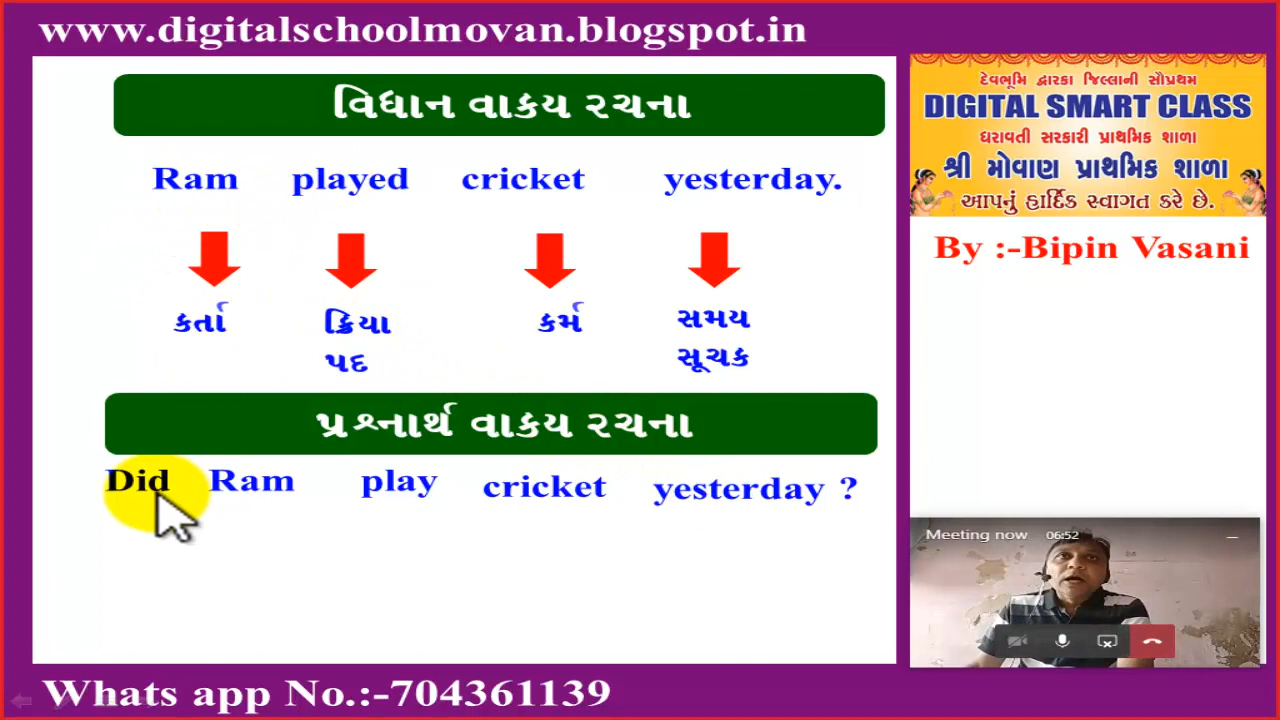 www.digitalschoolmovan.blogspot.in
વિધાન વાકય રચના
Ram played cricket yesterday.
કર્તા ક્રિયા કર્મ સમય
પદ સૂચક
પ્રશ્નાર્થ વાકય રચના
Did Ram play cricket yesterday ?
દેવભૂમિ દ્વારકા જિલ્લાની સૌપ્રથમ
DIGITAL SMART CLASS
ધરાવતી સરકારી પ્રાથમિક શાળા
શ્રી મોવાણ પ્રાથમિક શાળા
આપનું હાર્દિક સ્વાગત કરે છે.
By :-Bipin Vasani
Meeting now 06:52
Whats app No.:-704361139